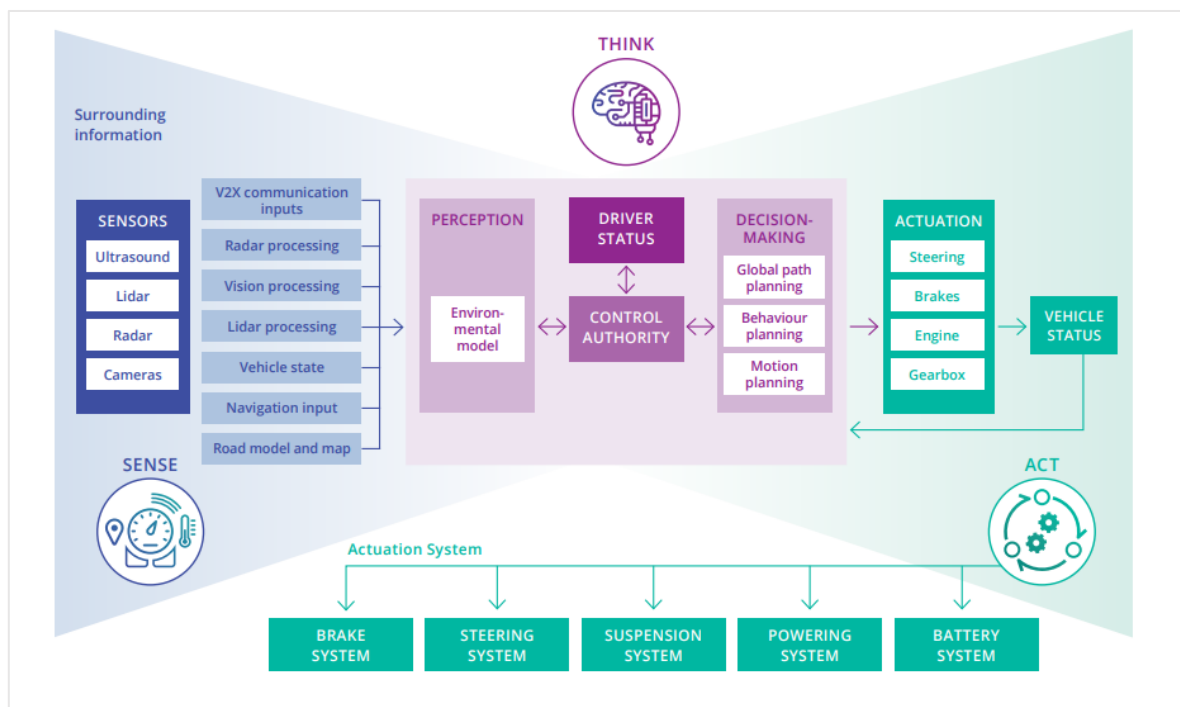 THINK
Surrounding
information
SENSORS
Ultrasound
Lidar
Radar
Cameras
V2X communication
inputs
Radar processing
Vision processing
Lidar processing
Vehicle state
Navigation input
Road model and map
PERCEPTION
Environ-
mental
model
DRIVER
STATUS
CONTROL
AUTHORITY
DECISION-
MAKING
Global path
planning
Behaviour
planning
Motion
planning
ACTUATION
Steering
Brakes
Engine
Gearbox
VEHICLE
STATUS
SENSE
ACT
Actuation System
BRAKE
SYSTEM
STEERING
SYSTEM
SUSPENSION
SYSTEM
POWERING
SYSTEM
BATTERY
SYSTEM